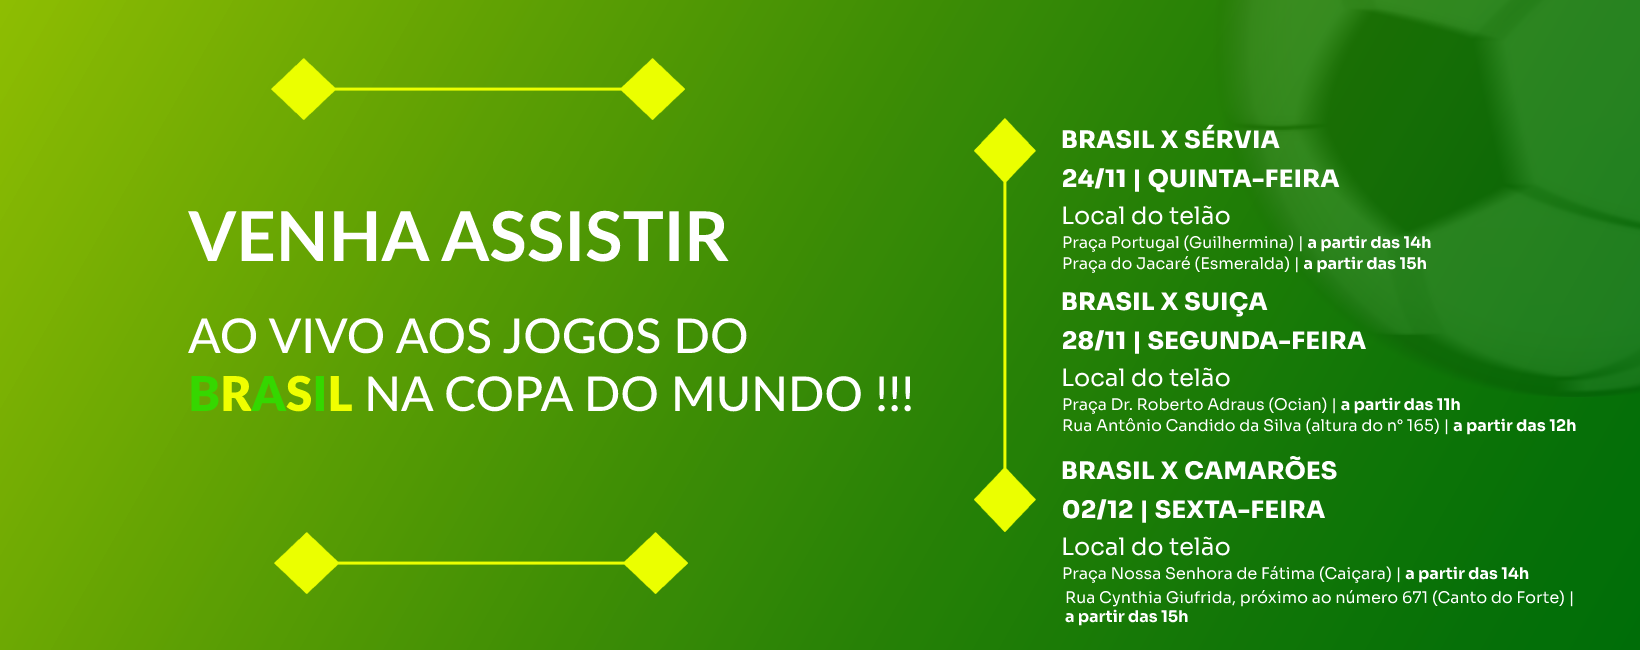 VENHA ASSISTIR
AO VIVO AOS JOGOS DO
BRASIL NA COPA DO MUNDO !!!
BRASIL X SÉRVIA
24/11 | QUINTA-FEIRA
Local do telão
Praça Portugal (Guilhermina) | a partir das 14h
Praça do Jacaré (Esmeralda) | a partir das 15h
BRASIL X SUIÇA
28/11 | SEGUNDA-FEIRA
Local do telão
Praça Dr. Roberto Adraus (Ocian) | a partir das 11h
Rua Antônio Candido da Silva (altura do n° 165) | a partir das 12h
BRASIL X CAMARÕES
02/12 | SEXTA-FEIRA
Local do telão
Praça Nossa Senhora de Fátima (Caiçara) | a partir das 14h
Rua Cynthia Giufrida, próximo ao número 671 (Canto do Forte) |
a partir das 15h